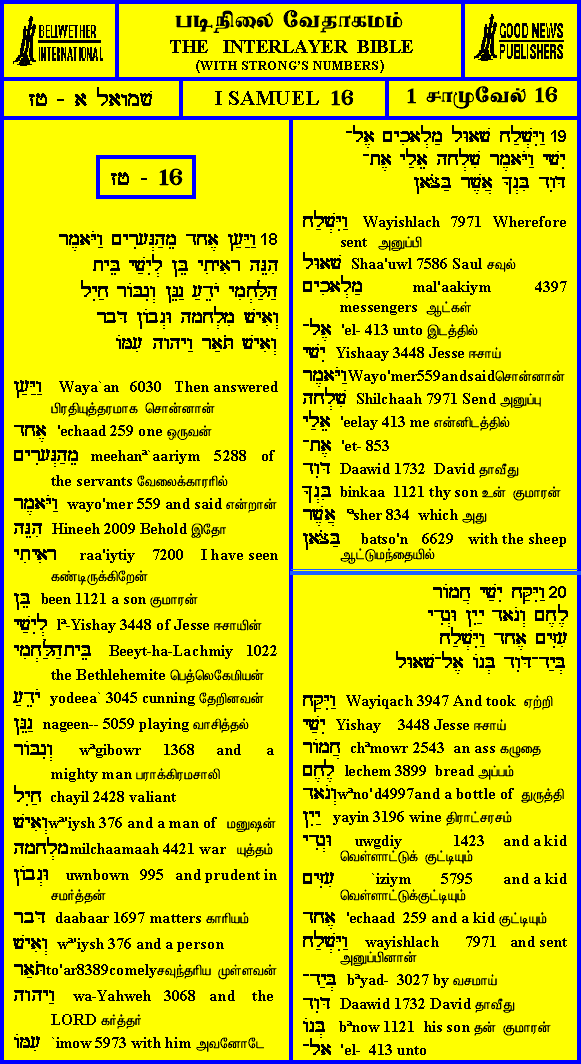 BELLWETHER
INTERNATIONAL
படிநிலை வேதாகமம்
THE INTERLAYER BIBLE
(WITH STRONG'S NUMBERS)
GOOD NEWS
PUBLISHERS
שמואל א - טז
I SAMUEL 16
1 சாமுவேல் 16
טז - 16
18 וַיַּעַן אֶחָד מֵהַנְּעָרִים וַיֹּאמֶר
הִנֵּה רָאִיתִי בֵּן לְיִשַׁי בֵּית
הַלַּחְמִי יֹדֵעַ נַגֵּן וְגִבּוֹר חַיִל
וְאִישׁ מִלְחָמָה וּנְבוֹן דָּבָר
וְאִישׁ תֹּאַר וַיהוה עִמּוֹ
וַיַּעַן Waya`an 6030 Then answered
பிரதியுத்தரமாக சொன்னான்
אֶחָד 'echaad 259 one ஒருவன்
מֵהַנְּעָרִים meehanª`aariym 5288 of
the servants வேலைக்காரரில்
וַיֹּאמֶר wayo'mer 559 and said என்றான்
הִנֵּה Hineeh 2009 Behold இதோ
רָאִיתִי raa'iytiy 7200 I have seen
கண்டிருக்கிறேன்
בֵּן been 1121 a son குமாரன்
לְיִשַׁי lª-Yishay 3448 of Jesse ஈசாயின்
בֵּיתהַלַּחְמִי Beeyt-ha-Lachmiy 1022
the Bethlehemite பெத்லெகேமியன்
יֹדֵעַ yodeea` 3045 cunning தேறினவன்
נַגֵּן nageen-- 5059 playing வாசித்தல்
וְגִבּוֹר wªgibowr 1368 and a
mighty man பராக்கிரமசாலி
חַיִל chayil 2428 valiant
וְאִישׁ wª'iysh 376 and a man of மனுஷன்
מִלְחָמָה milchaamaah 4421 war யுத்தம்
וּנְבוֹן uwnbown 995 and prudent in
சமர்த்தன்
דָּבָר daabaar 1697 matters காரியம்
וְאִישׁ wª'iysh 376 and a person
תֹּאַר to'ar8389comelyசவுந்தரிய முள்ளவன்
וַיהוה wa-Yahweh 3068 and the
LORD கர்த்தர்
עִמּוֹ `imow 5973 with him அவனோடே
19 וַיִּשְׁלַח שָׁאוּל מַלְאָכִים אֶל־
יִשָׁי וַיֹּאמֶר שִׁלְחָה אֵלַי אֶת־
דָּוִד בִּנְךָ אֲשֶׁר בַּצֹּאן
וַיִּשְׁלַח Wayishlach 7971 Wherefore
sent அனுப்பி
שָׁאוּל Shaa'uwl 7586 Saul சவுல்
מַלְאָכִים mal'aakiym 4397
messengers ஆட்கள்
אֶל־ 'el- 413 unto இடத்தில்
יִשָׁי Yishaay 3448 Jesse ஈசாய்
וַיֹּאמֶר Wayo'mer559andsaidசொன்னான்
שִׁלְחָה Shilchaah 7971 Send அனுப்பு
אֵלַי 'eelay 413 me என்னிடத்தில்
אֶת־ 'et- 853
דָּוִד Daawid 1732 David தாவீது
בִּנְךָ binkaa 1121 thy son உன் குமாரன்
אֲשֶׁר ªsher 834 which அது
בַּצֹּאן batso'n 6629 with the sheep
ஆட்டுமந்தையில்
20 וַיִּקַּח יִשַׁי חֲמוֹר
לֶחֶם וְנֹאד יַיִן וּגְדִי
עִזִּים אֶחָד וַיִּשְׁלַח
בְּיַד־דָּוִד בְּנוֹ אֶל־שָׁאוּל
וַיִּקַּח Wayiqach 3947 And took ஏற்றி
יִשַׁי Yishay 3448 Jesse ஈசாய்
חֲמוֹר chªmowr 2543 an ass கழுதை
לֶחֶם lechem 3899 bread அப்பம்
וְנֹאד wªno'd4997and a bottle of துருத்தி
יַיִן yayin 3196 wine திராட்சரசம்
וּגְדִי uwgdiy 1423 and a kid
வெள்ளாட்டுக் குட்டியும்
עִזִּים `iziym 5795 and a kid
வெள்ளாட்டுக்குட்டியும்
אֶחָד 'echaad 259 and a kid குட்டியும்
וַיִּשְׁלַח wayishlach 7971 and sent
அனுப்பினான்
בְּיַד־ bªyad- 3027 by வசமாய்
דָּוִד Daawid 1732 David தாவீது
בְּנוֹ bªnow 1121 his son தன் குமாரன்
אֶל־ 'el- 413 unto